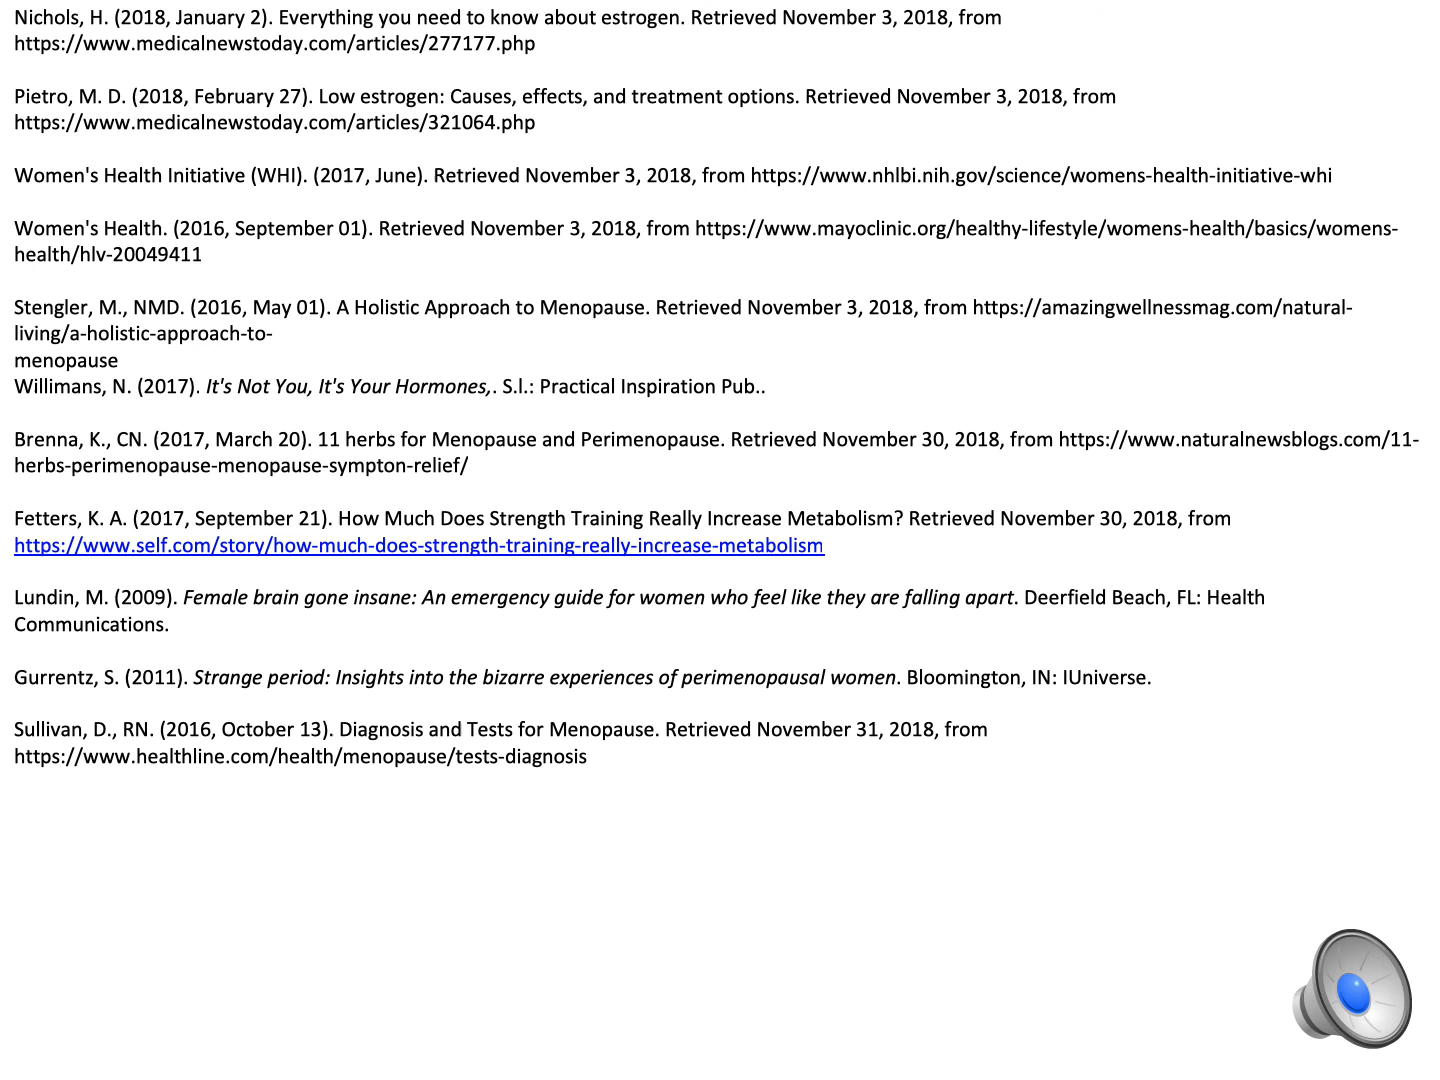 Nichols, H. (2018, January 2). Everything you need to know about estrogen. Retrieved November 3, 2018, from
https://www.medicalnewstoday.com/articles/277177.php
Pietro, M. D. (2018, February 27). Low estrogen: Causes, effects, and treatment options. Retrieved November 3, 2018, from
https://www.medicalnewstoday.com/articles/321064.php
Women's Health Initiative (WHI). (2017, June). Retrieved November 3, 2018, from https://www.nhlbi.nih.gov/science/womens-health-initiative-whi
Women's Health. (2016, September 01). Retrieved November 3, 2018, from https://www.mayoclinic.org/healthy-lifestyle/womens-health/basics/womens-
health/hlv-20049411
Stengler, M., NMD. (2016, May 01). A Holistic Approach to Menopause. Retrieved November 3, 2018, from https://amazingwellnessmag.com/natural-
living/a-holistic-approach-to-
menopause
Willimans, N. (2017). It's Not You, It's Your Hormones,. S.l.: Practical Inspiration Pub..
Brenna, K., CN. (2017, March 20). 11 herbs for Menopause and Perimenopause. Retrieved November 30, 2018, from https://www.naturalnewsblogs.com/11-
herbs-perimenopause-menopause-sympton-relief/
Fetters, K. A. (2017, September 21). How Much Does Strength Training Really Increase Metabolism? Retrieved November 30, 2018, from
https://www.self.com/story/how-much-does-strength-training-really-increase-metabolism
Lundin, M. (2009). Female brain gone insane: An emergency guide for women who feel like they are falling apart. Deerfield Beach, FL: Health
Communications.
Gurrentz, S. (2011). Strange period: Insights into the bizarre experiences of perimenopausal women. Bloomington, IN: IUniverse.
Sullivan, D., RN. (2016, October 13). Diagnosis and Tests for Menopause. Retrieved November 31, 2018, from
https://www.healthline.com/health/menopause/tests-diagnosis